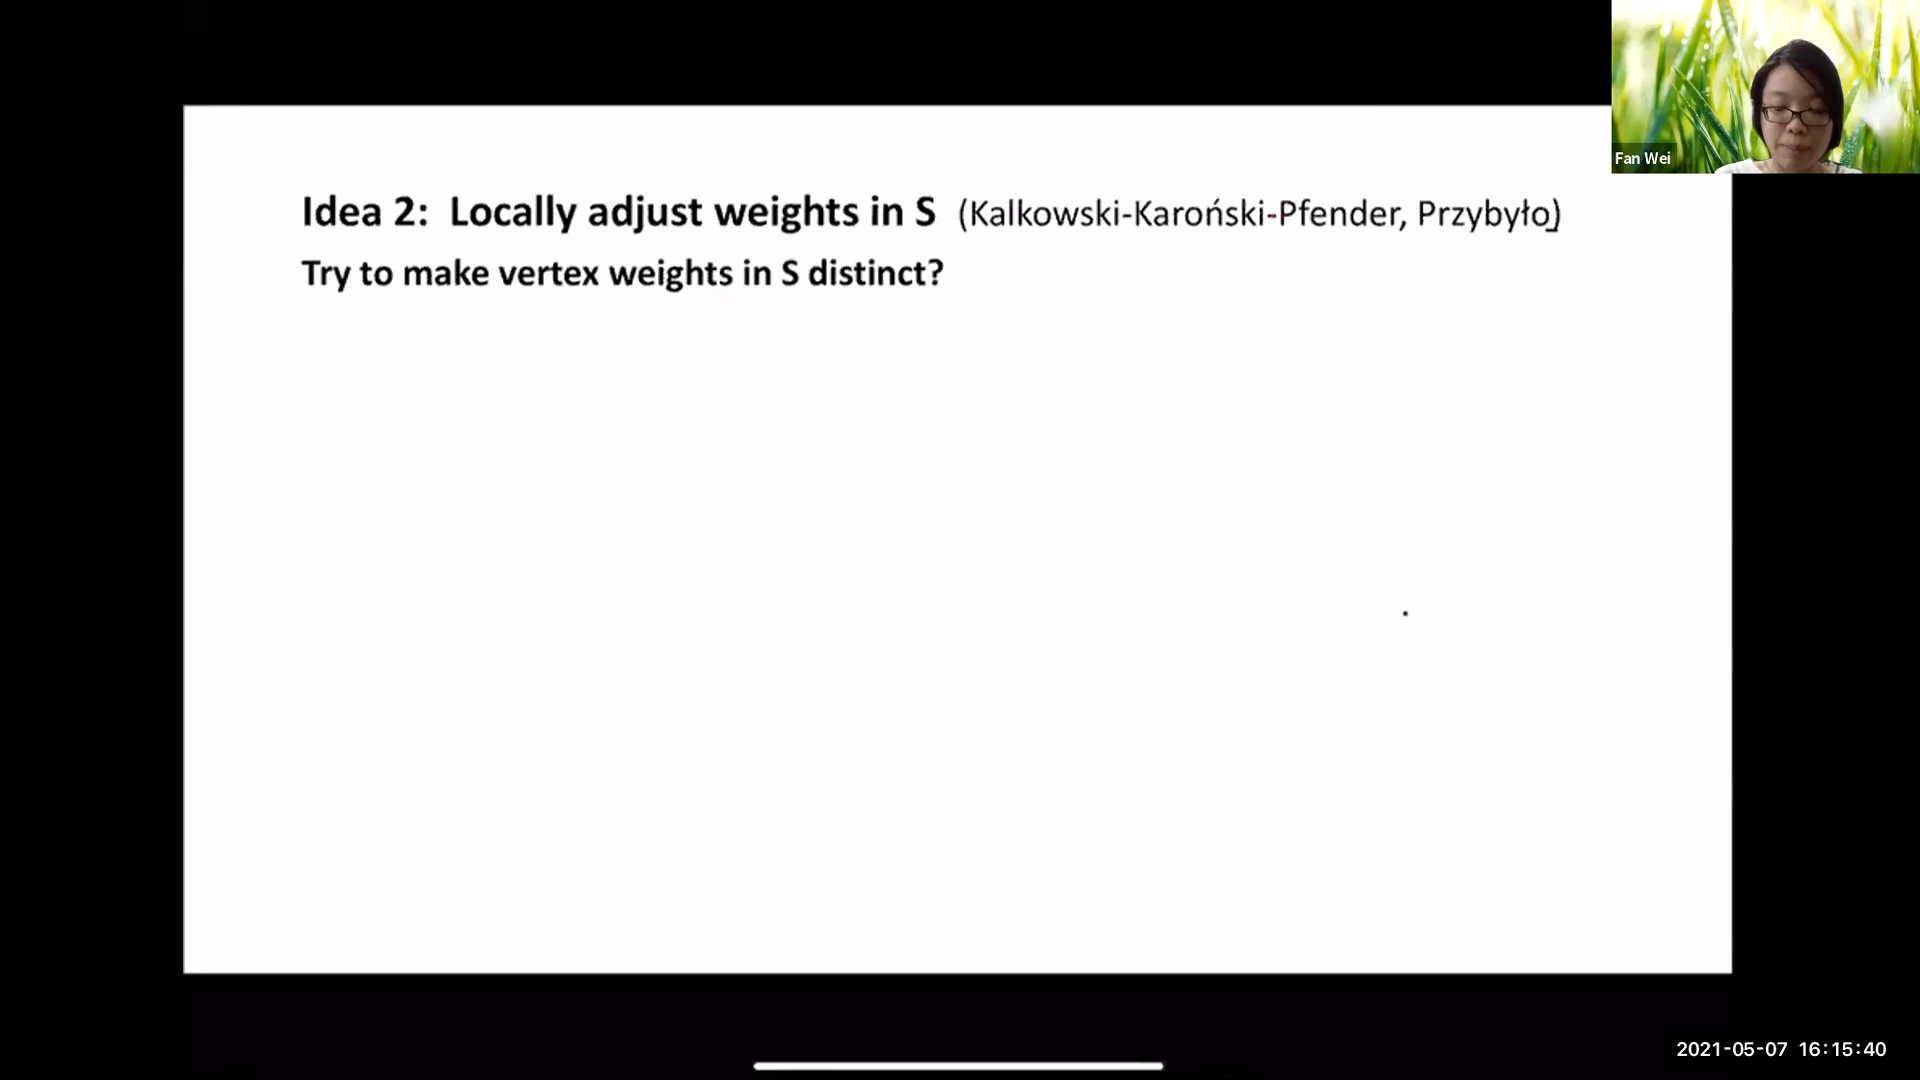 Fan Wei
Idea 2: Locally adjust weights in S (Kalkowski-Karoński-Pfender, Przybyło)
Try to make vertex weights in S distinct?
2021-05-07 16:15:40